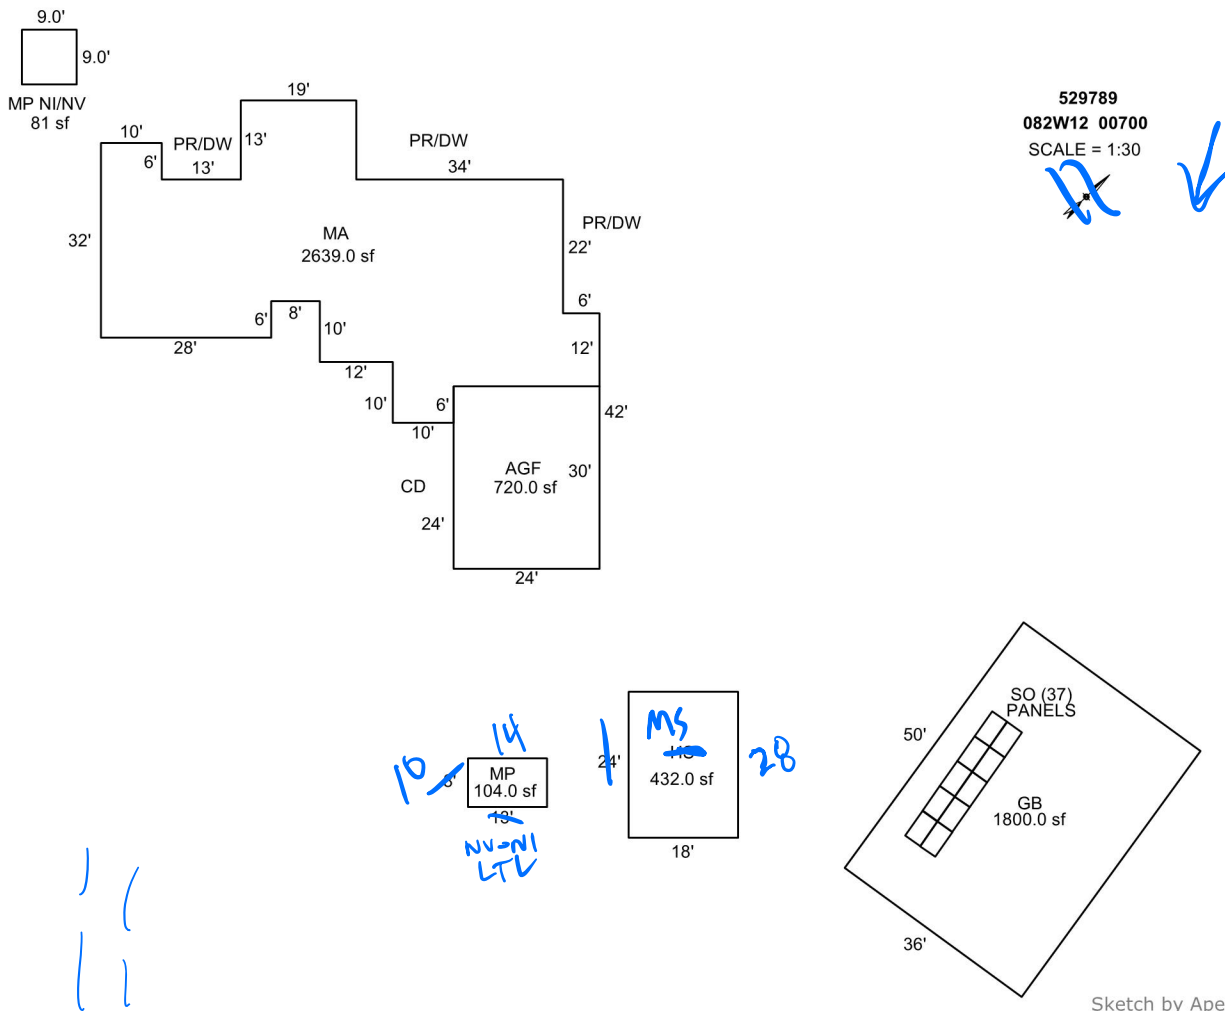 9.0'
9.0'
MP NI/NV
81 sf
19'
10'
PR/DW
13'
PR/DW
6'
13'
34'
529789
082W12 00700
SCALE = 1:30
32'
MA
2639.0 sf
PR/DW
22'
6'
6'
8'
10'
28'
12'
12'
10'
6'
10'
42'
AGF
720.0 sf
30'
CD
24'
24'
14
10
8'
MP
104.0 sf
13'
NV-NI
LTL
MS
24'
HS
432.0 sf
28
18'
SO (37)
PANELS
50'
GB
1800.0 sf
36'
Sketch by Ape